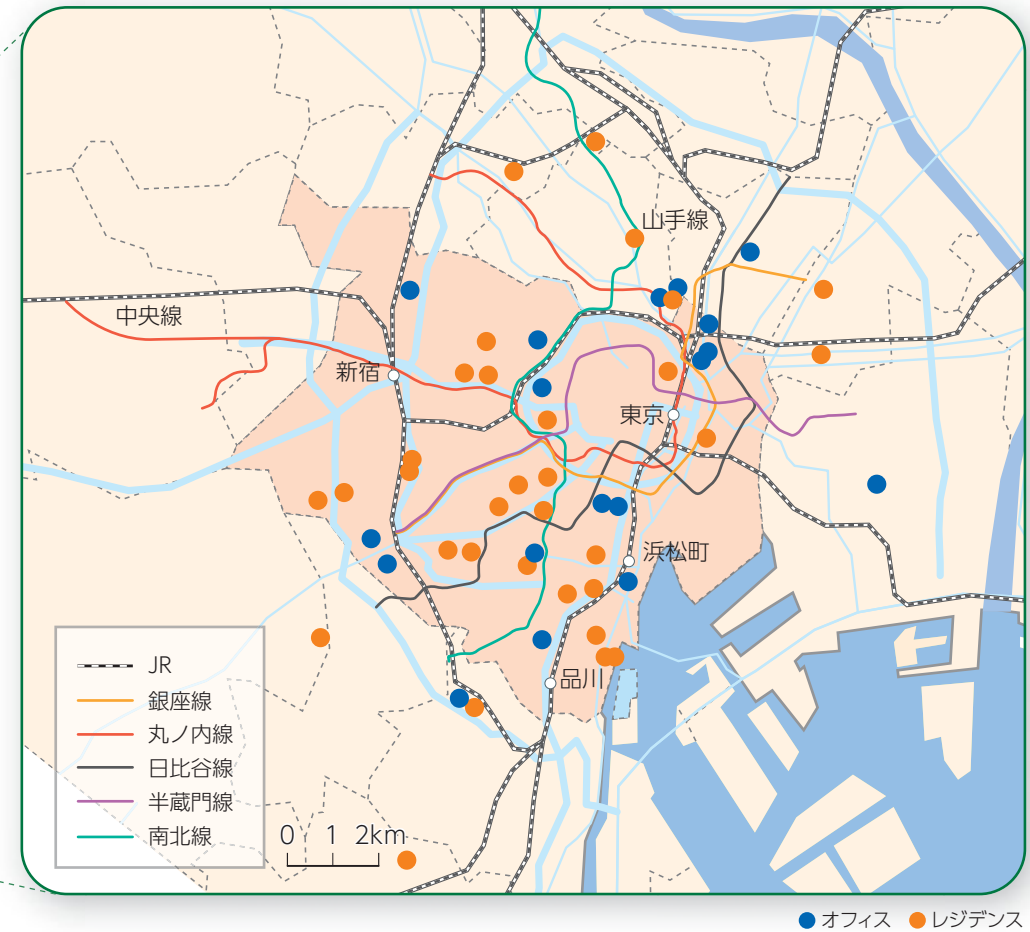 山手線
中央線
新宿
東京
浜松町
品川
JR
銀座線
丸ノ内線
日比谷線
半蔵門線
南北線
0 1 2km
オフィス レジデンス